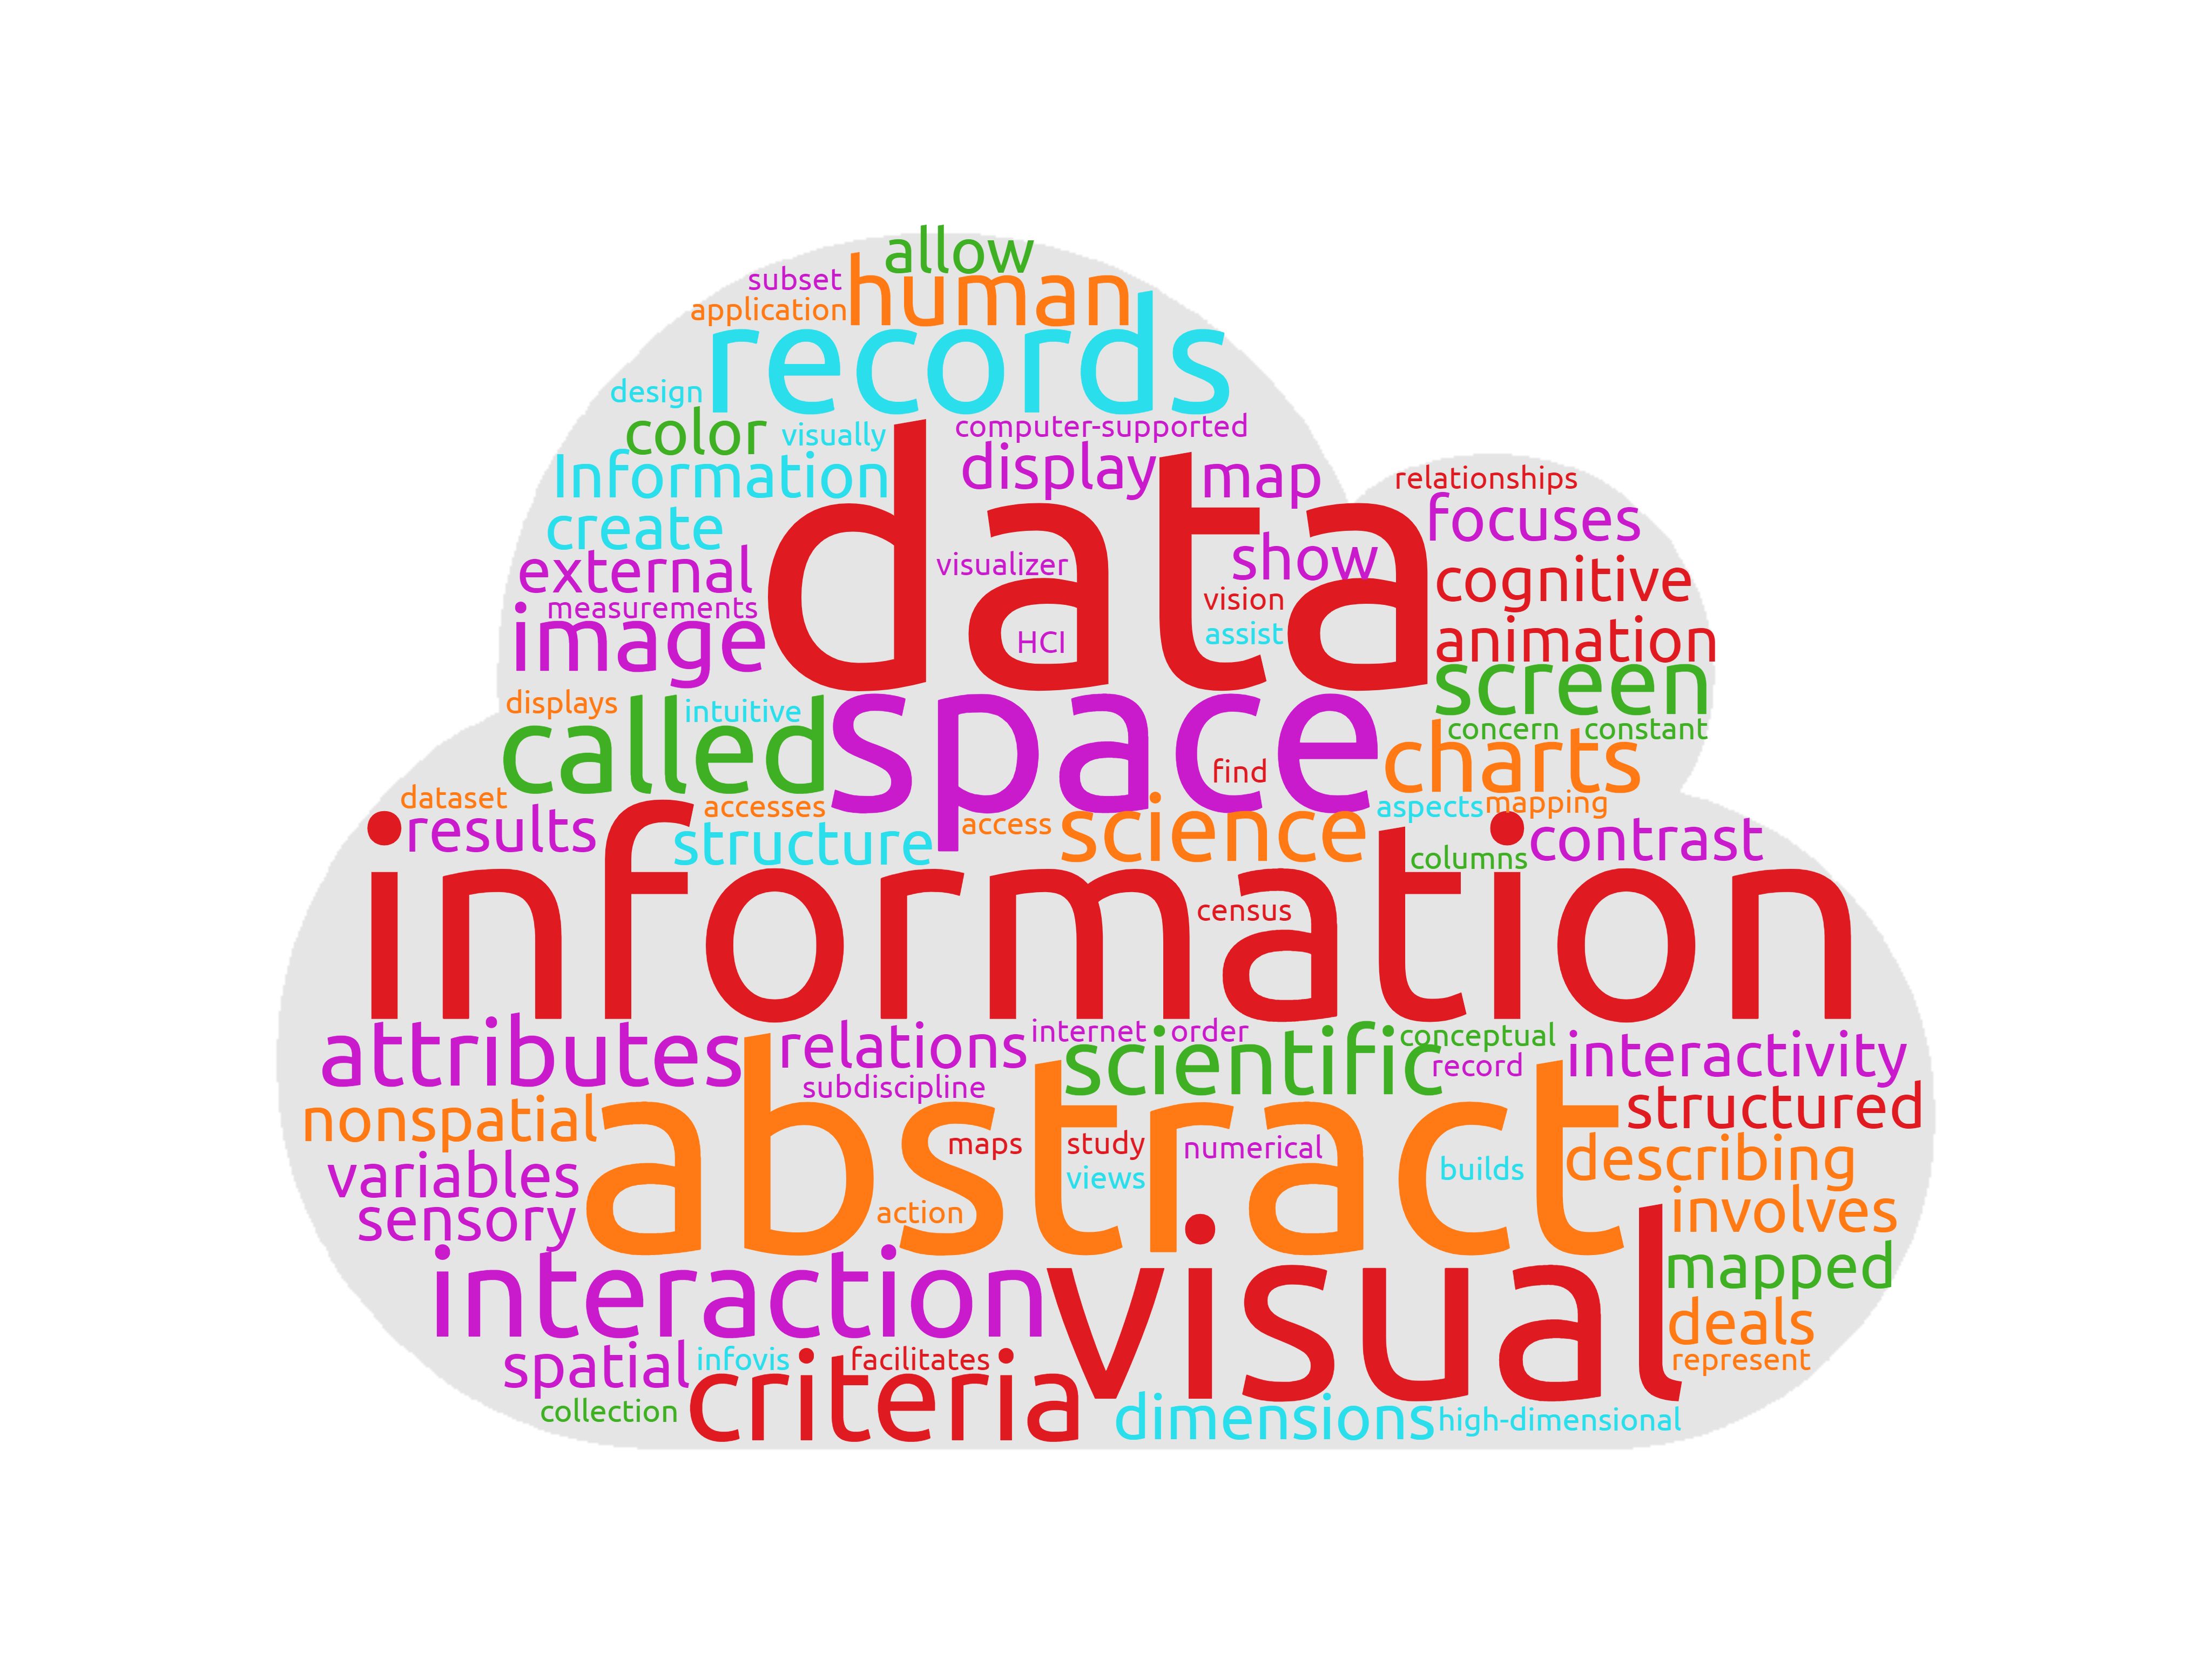 allow
subset
human
application
records
design
color
visually
computer-supported
Information
display
map
relationships
create
data
focuses
external
visualizer
show
cognitive
measurements
vision
image
HCI
assist
animation
screen
displays
intuitive
called
space
concern
constant
charts
find
dataset
accesses
aspects
mapping
results
structure
access
science
contrast
columns
information
census
attributes
relations
internet
order
scientific
conceptual
interactivity
record
subdiscipline
structured
nonspatial
abstract
maps
study
numerical
describing
variables
views
builds
sensory
action
involves
interaction
visual
mapped
deals
spatial
infovis
facilitates
represent
criteria
collection
dimensions
high-dimensional